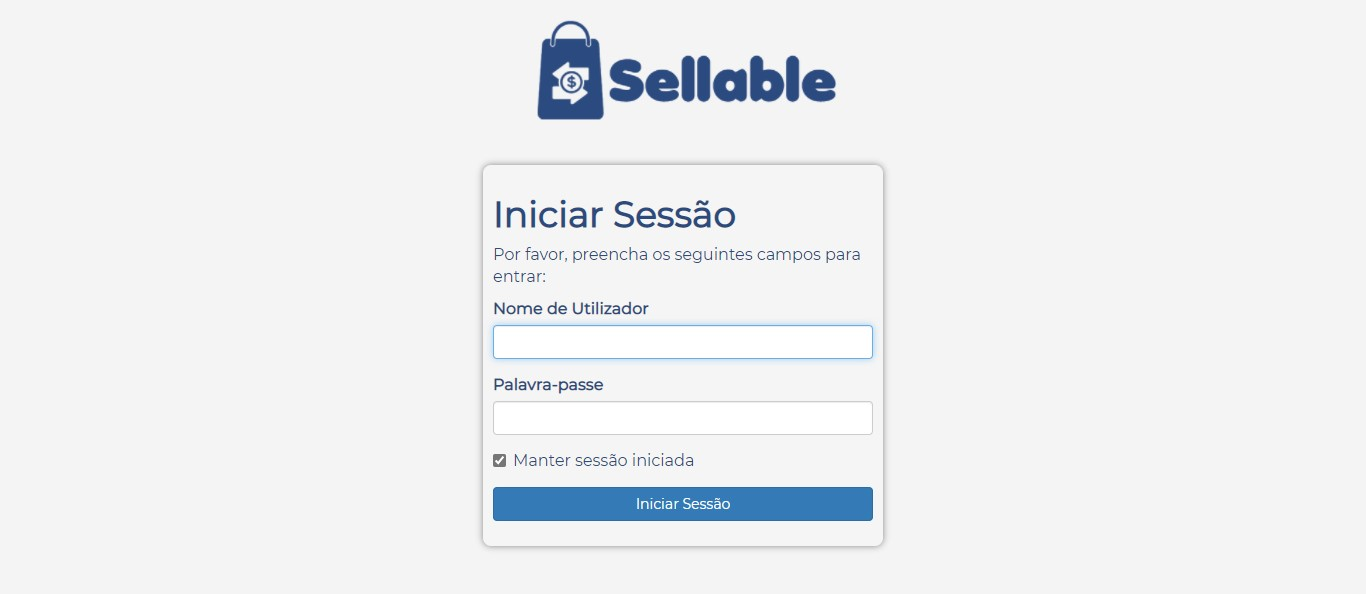 $
Sellable
Iniciar Sessão
Por favor, preencha os seguintes campos para
entrar:
Nome de Utilizador
Palavra-passe
Manter sessão iniciada
Iniciar Sessão